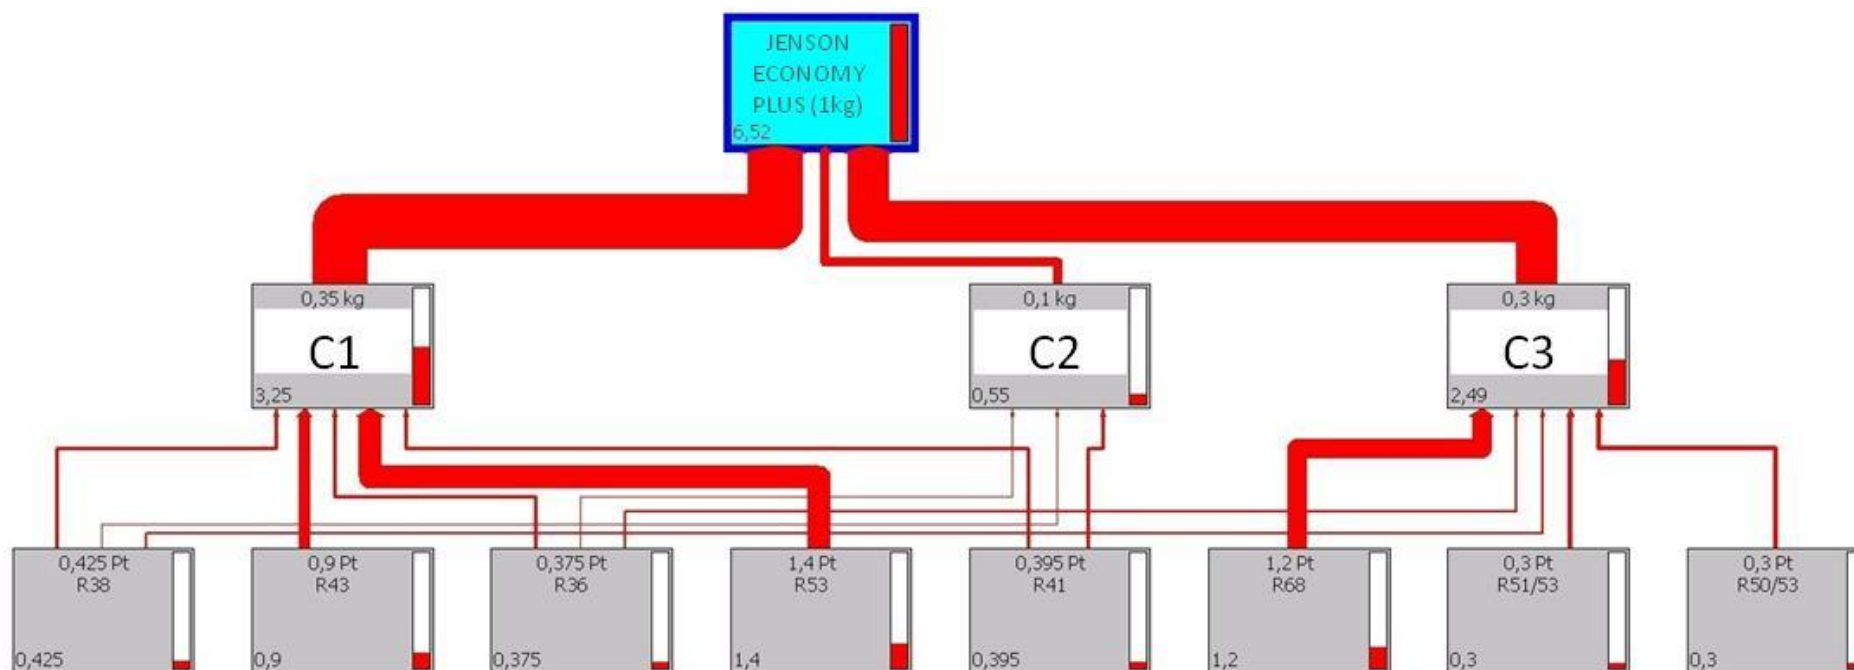 JENSON
ECONOMY
PLUS (1kg)
6,52
0,35 kg
C1
3,25
0,1 kg
C2
0,55
0,3 kg
C3
2,49
0,425 Pt
R38
0,425
0,9 Pt
R43
0,9
0,375 Pt
R36
0,375
1,4 Pt
R53
1,4
0,395 Pt
R41
0,395
1,2 Pt
R68
1,2
0,3 Pt
R51/53
0,3
0,3 Pt
R50/53
0,3